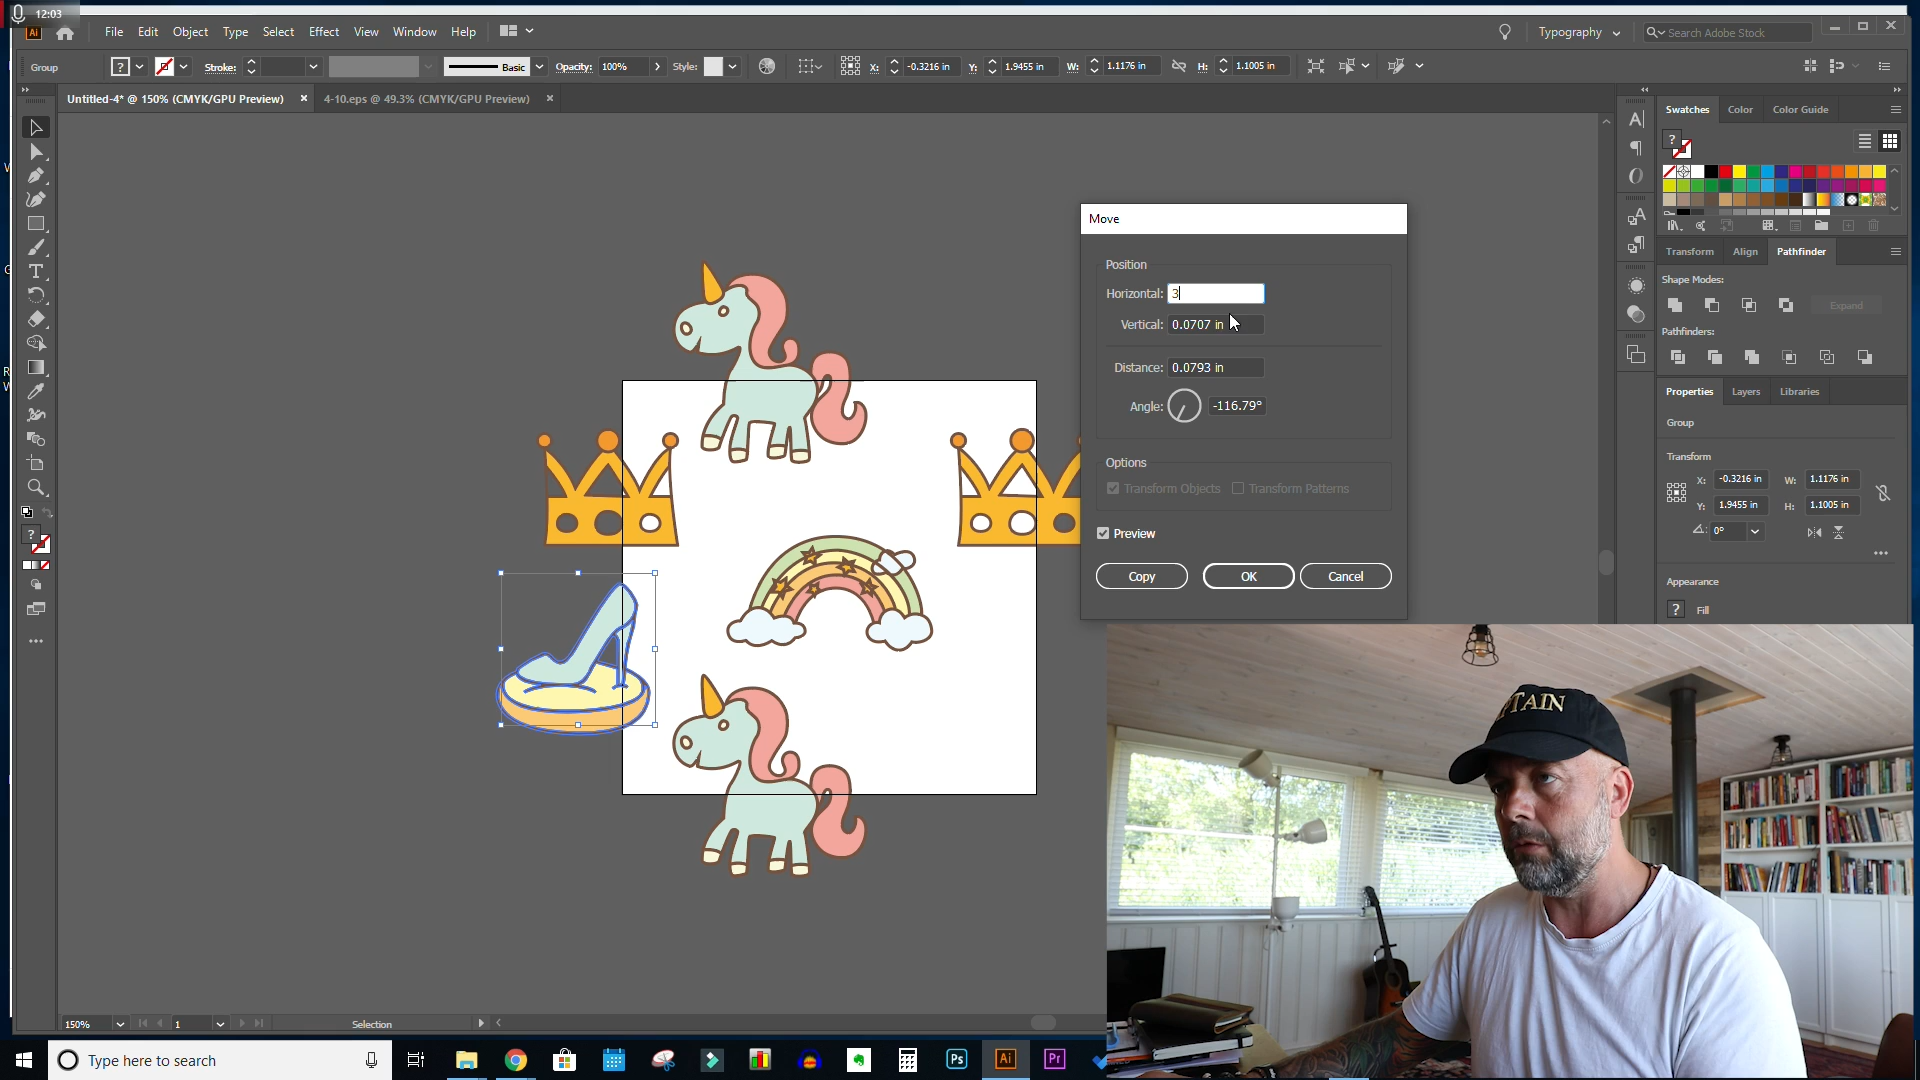 12:03
Ai File Edit Object Type Select Effect View Window Help Typography Search Adobe Stock
Group ? Stroke: Basic Opacity: 100% Style: X: -0.3216 in Y: 1.9455 in W: 1.1176 in H: 1.1005 in
Untitled-4* @ 150% (CMYK/GPU Preview) × 4-10.eps @ 49.3% (CMYK/GPU Preview) ×
Swatches Color Color Guide
Move
Position
Horizontal: 3
Vertical: 0.0707 in
Distance: 0.0793 in
Angle: -116.79°
Options
Transform Objects Transform Patterns
Preview
Copy OK Cancel
Transform Align Pathfinder
Shape Modes:
Expand
Pathfinders:
Properties Layers Libraries
Group
Transform
X: -0.3216 in W: 1.1176 in
Y: 1.9455 in H: 1.1005 in
0°
Appearance
? Fill
TAIN
150% 1 Selection
Type here to search
Ps Ai Pr